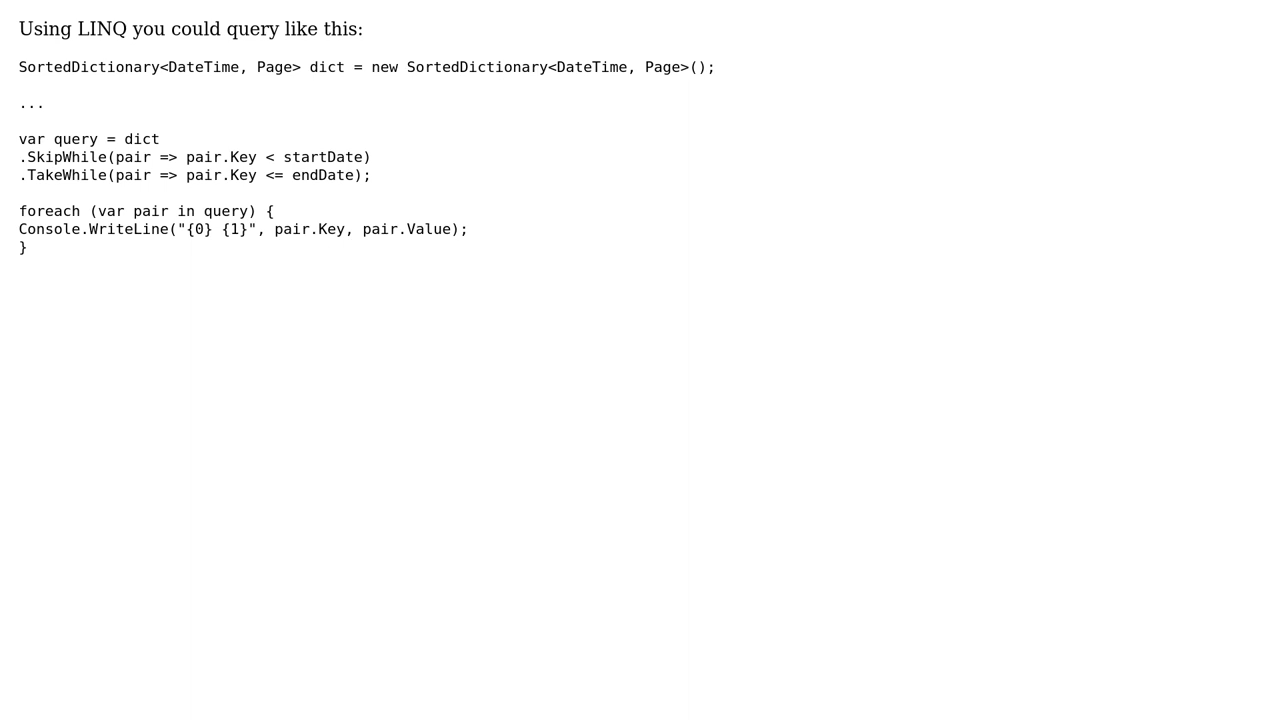 Using LINQ you could query like this:
SortedDictionary<DateTime, Page> dict = new SortedDictionary<DateTime, Page>();
...
var query = dict
.SkipWhile(pair => pair.Key < startDate)
.TakeWhile(pair => pair.Key <= endDate);
foreach (var pair in query) {
Console.WriteLine("{0} {1}", pair.Key, pair.Value);
}